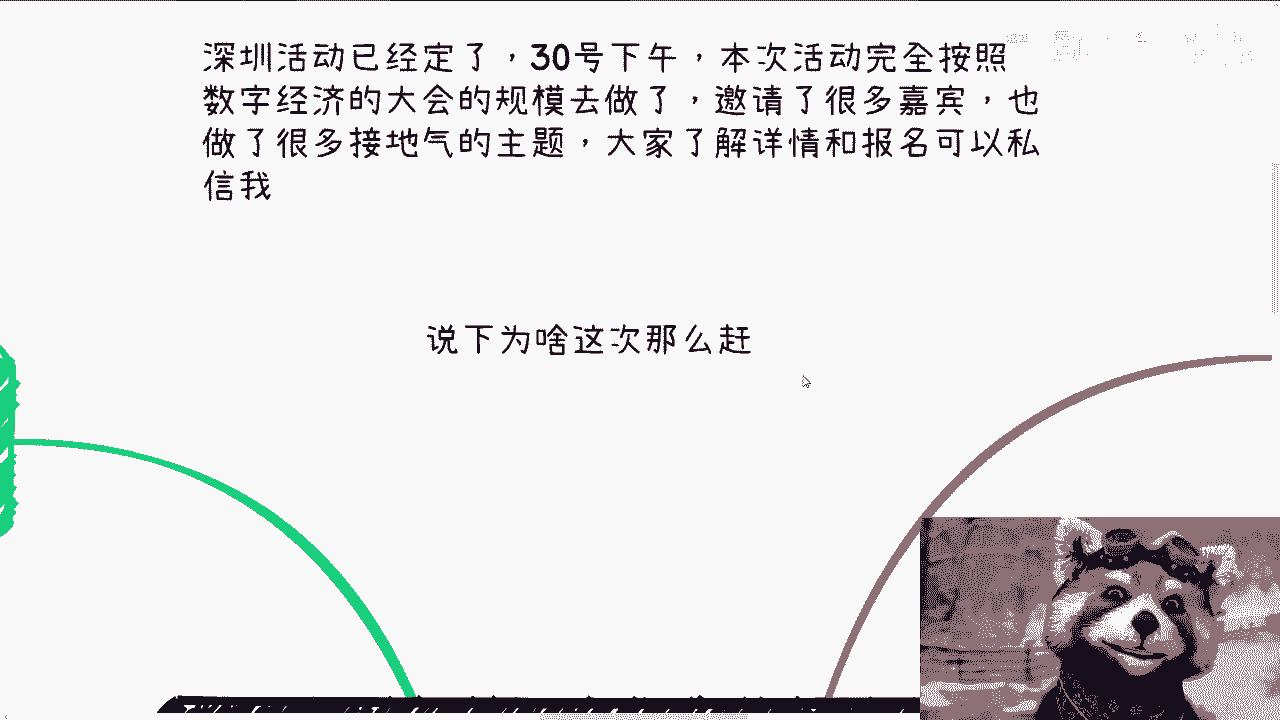 深圳活动已经定了，30号下午，本次活动完全按照
数字经济的大会的规模去做了，邀请了很多嘉宾，也
做了很多接地气的主题，大家了解详情和报名可以私
信我
说下为啥这次那么赶